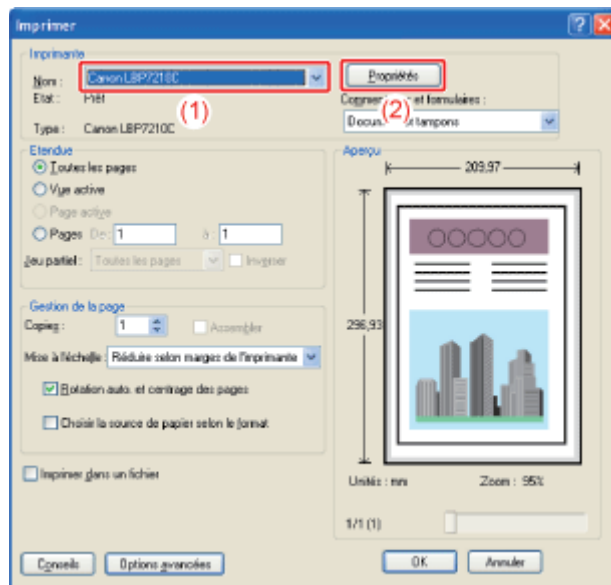 Imprimer
Imprimante
Nom : Canon LBP7210C
Propriétés
Etat : Prêt
(1)
(2)
Commentaires et formulaires :
Type : Canon LBP7210C
Document et tampons
Etendue
Toutes les pages
Vue active
Page active
Pages De : 1 à : 1
Jeu partiel : Toutes les pages Inverser
Aperçu
209,97
296,93
Gestion de la page
Copies : 1 Assembler
Mise à l'échelle : Réduire selon marges de l'imprimante
Rotation auto. et centrage des pages
Choisir la source de papier selon le format
Imprimer dans un fichier
Unités : mm Zoom : 95%
1/1 (1)
Conseils Options avancées OK Annuler